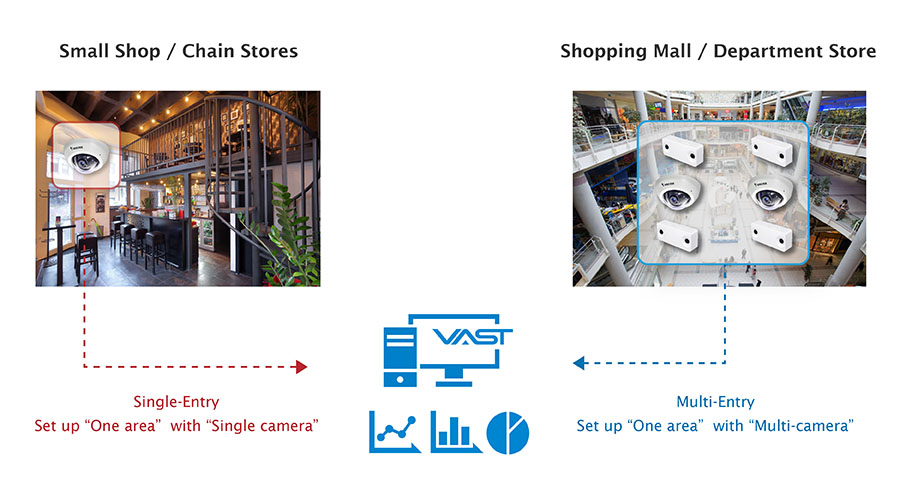 Small Shop / Chain Stores
Shopping Mall / Department Store
VAST
Single-Entry
Set up “One area” with “Single camera”
Multi-Entry
Set up “One area” with “Multi-camera”